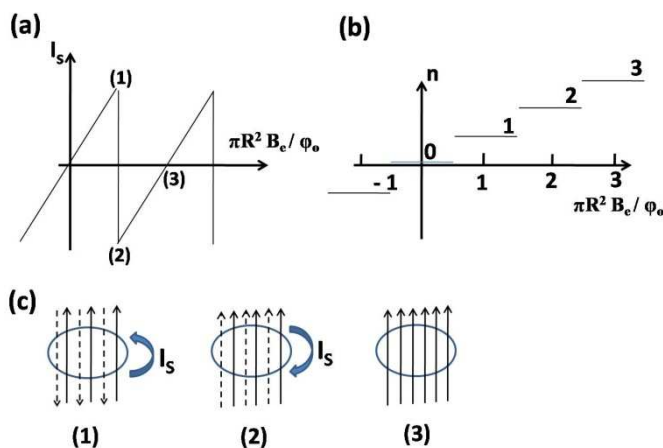 (a)
I_S
(1)
πR² B_e / φ_o
(3)
(2)
(b)
n
3
2
1
0
- 1
1
2
3
πR² B_e / φ_o
(c)
I_S
I_S
(1)
(2)
(3)